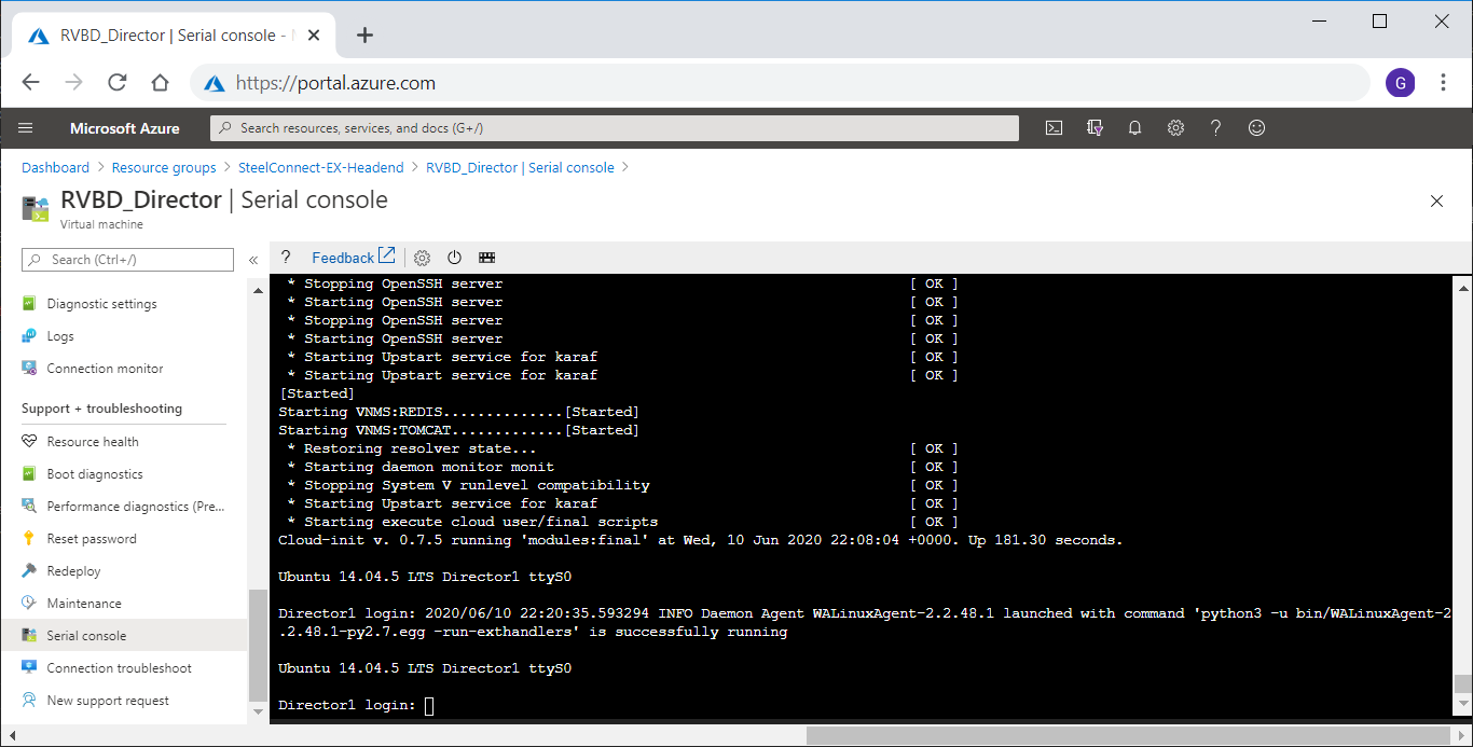 RVBD_Director | Serial console - M
https://portal.azure.com
G
Microsoft Azure
Search resources, services, and docs (G+/)
Dashboard > Resource groups > SteelConnect-EX-Headend > RVBD_Director | Serial console >
RVBD_Director | Serial console
Virtual machine
Search (Ctrl+/)
«
Diagnostic settings
Logs
Connection monitor
Support + troubleshooting
Resource health
Boot diagnostics
Performance diagnostics (Pre...
Reset password
Redeploy
Maintenance
Serial console
Connection troubleshoot
New support request
? Feedback
* Stopping OpenSSH server [ OK ]
* Starting OpenSSH server [ OK ]
* Stopping OpenSSH server [ OK ]
* Starting OpenSSH server [ OK ]
* Starting Upstart service for karaf [ OK ]
* Starting Upstart service for karaf [ OK ]
[Started]
Starting VNMS:REDIS..............[Started]
Starting VNMS:TOMCAT.............[Started]
* Restoring resolver state... [ OK ]
* Starting daemon monitor monit [ OK ]
* Stopping System V runlevel compatibility [ OK ]
* Starting Upstart service for karaf [ OK ]
* Starting execute cloud user/final scripts [ OK ]
Cloud-init v. 0.7.5 running 'modules:final' at Wed, 10 Jun 2020 22:08:04 +0000. Up 181.30 seconds.
Ubuntu 14.04.5 LTS Director1 ttyS0
Director1 login: 2020/06/10 22:20:35.593294 INFO Daemon Agent WALinuxAgent-2.2.48.1 launched with command 'python3 -u bin/WALinuxAgent-2
.2.48.1-py2.7.egg -run-exthandlers' is successfully running
Ubuntu 14.04.5 LTS Director1 ttyS0
Director1 login: